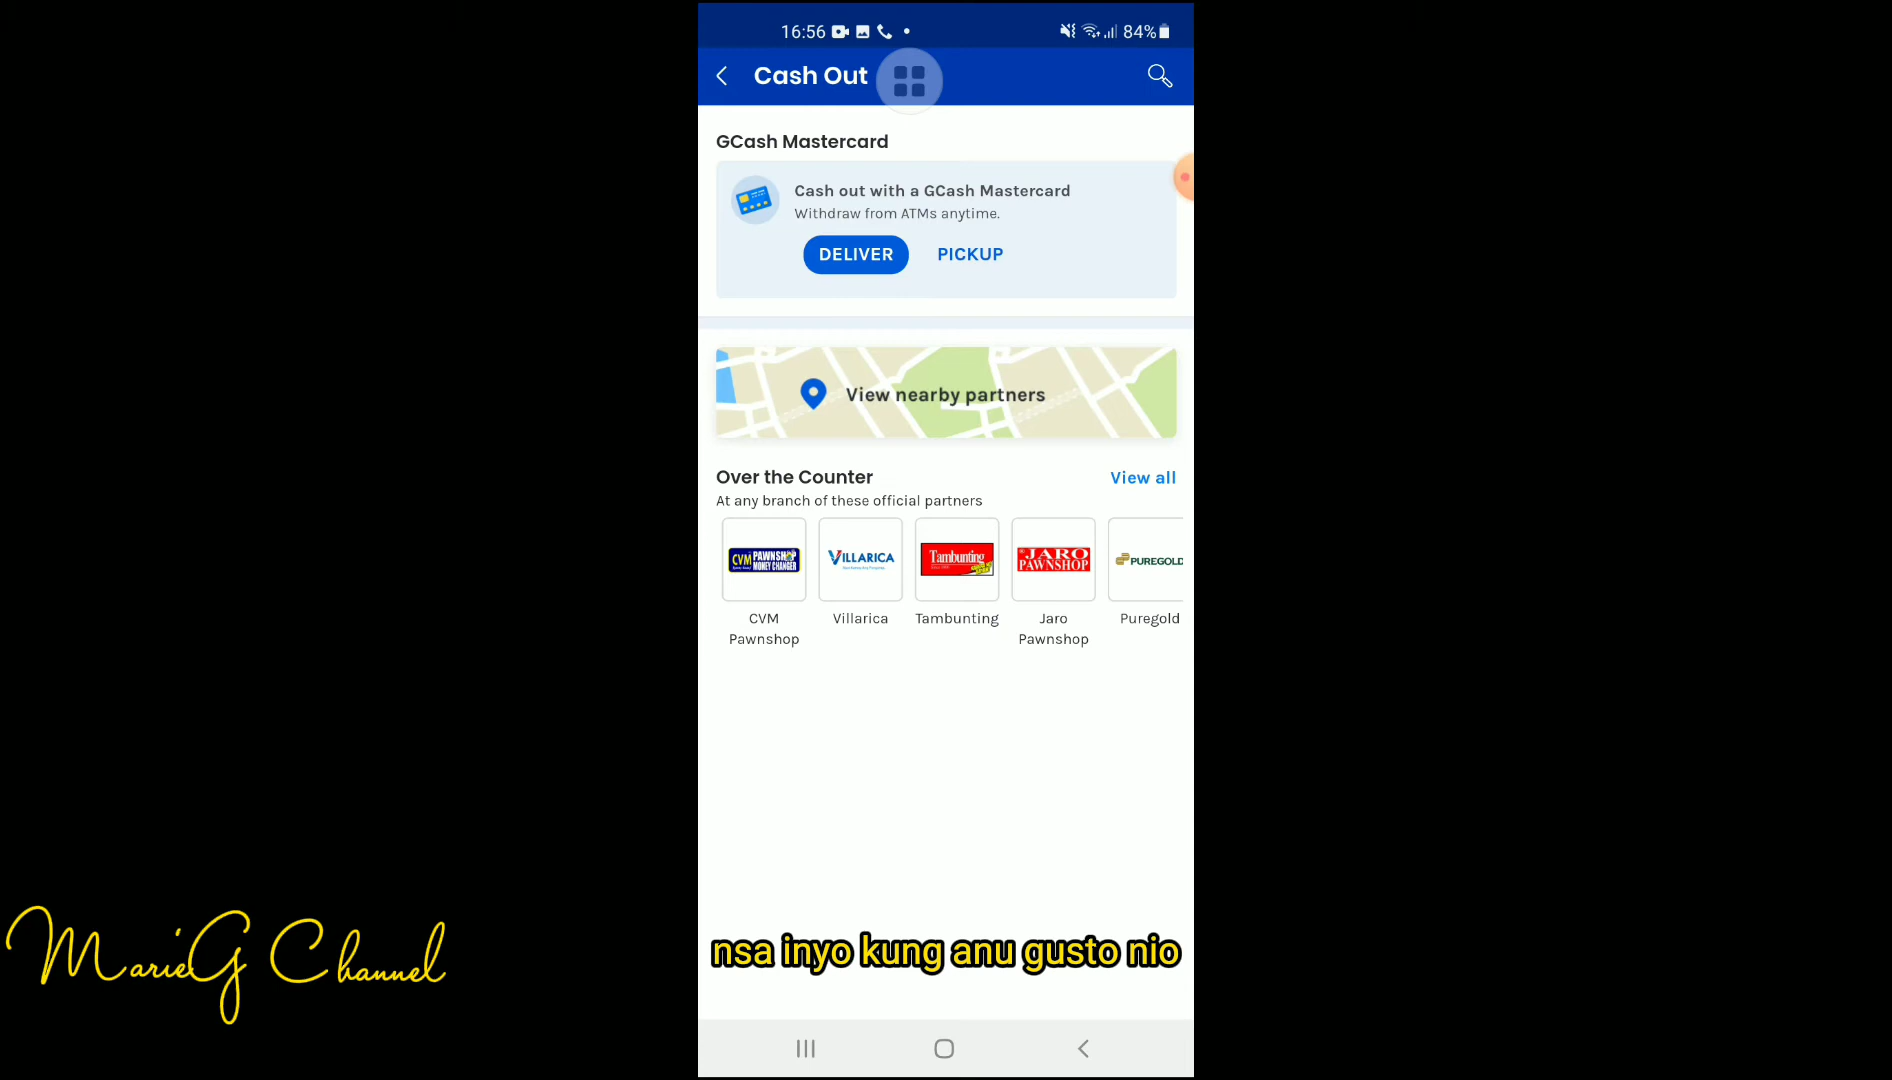 16:56
84%
Cash Out
GCash Mastercard
Cash out with a GCash Mastercard
Withdraw from ATMs anytime.
DELIVER PICKUP
View nearby partners
Over the Counter View all
At any branch of these official partners
CVM PAWNSHOP MONEY CHANGER
VILLARICA
Tambunting
JARO PAWNSHOP
PUREGOLD
CVM Pawnshop
Villarica
Tambunting
Jaro Pawnshop
Puregold
nsa inyo kung anu gusto nio
MarieG Channel